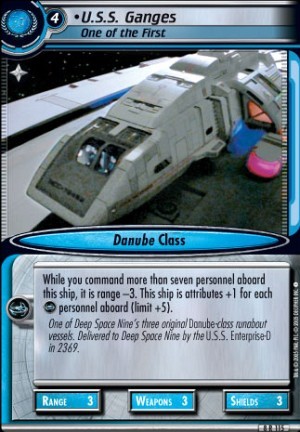 4
•U.S.S. Ganges
One of the First
Danube Class
While you command more than seven personnel aboard
this ship, it is range –3. This ship is attributes +1 for each
personnel aboard (limit +5).
One of Deep Space Nine's three original Danube-class runabout
vessels. Delivered to Deep Space Nine by the U.S.S. Enterprise-D
in 2369.
RANGE 3
WEAPONS 3
SHIELDS 3